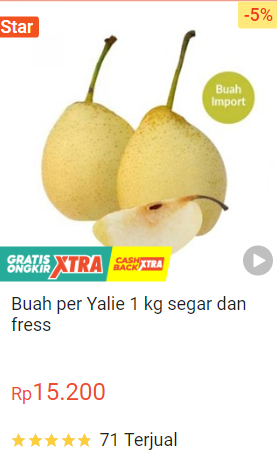 -5%
Star
Buah
Import
GRATIS
ONGKIR XTRA
CASH
BACK XTRA
Buah per Yalie 1 kg segar dan
fress
Rp15.200
71 Terjual